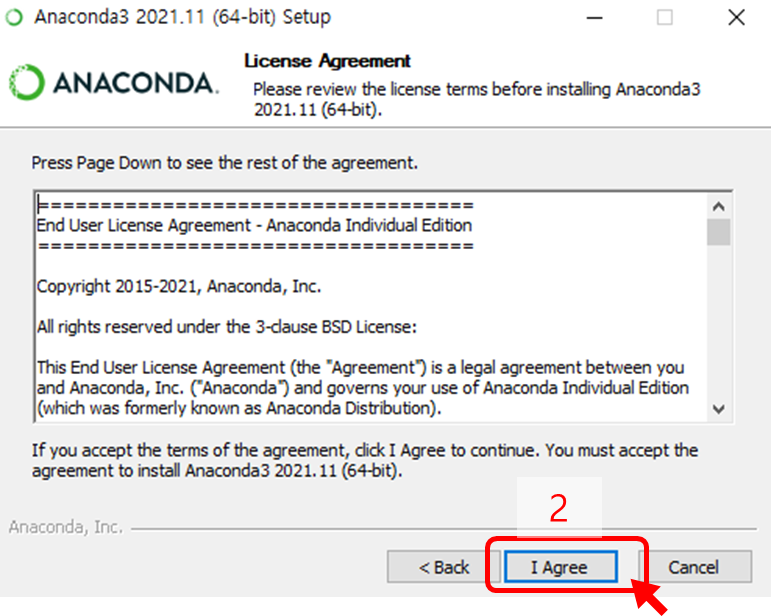 Anaconda3 2021.11 (64-bit) Setup
ANACONDA.
License Agreement
Please review the license terms before installing Anaconda3
2021.11 (64-bit).
Press Page Down to see the rest of the agreement.
===================================
End User License Agreement - Anaconda Individual Edition
===================================
Copyright 2015-2021, Anaconda, Inc.
All rights reserved under the 3-clause BSD License:
This End User License Agreement (the "Agreement") is a legal agreement between you
and Anaconda, Inc. ("Anaconda") and governs your use of Anaconda Individual Edition
(which was formerly known as Anaconda Distribution).
If you accept the terms of the agreement, click I Agree to continue. You must accept the
agreement to install Anaconda3 2021.11 (64-bit).
Anaconda, Inc.
2
< Back
I Agree
Cancel